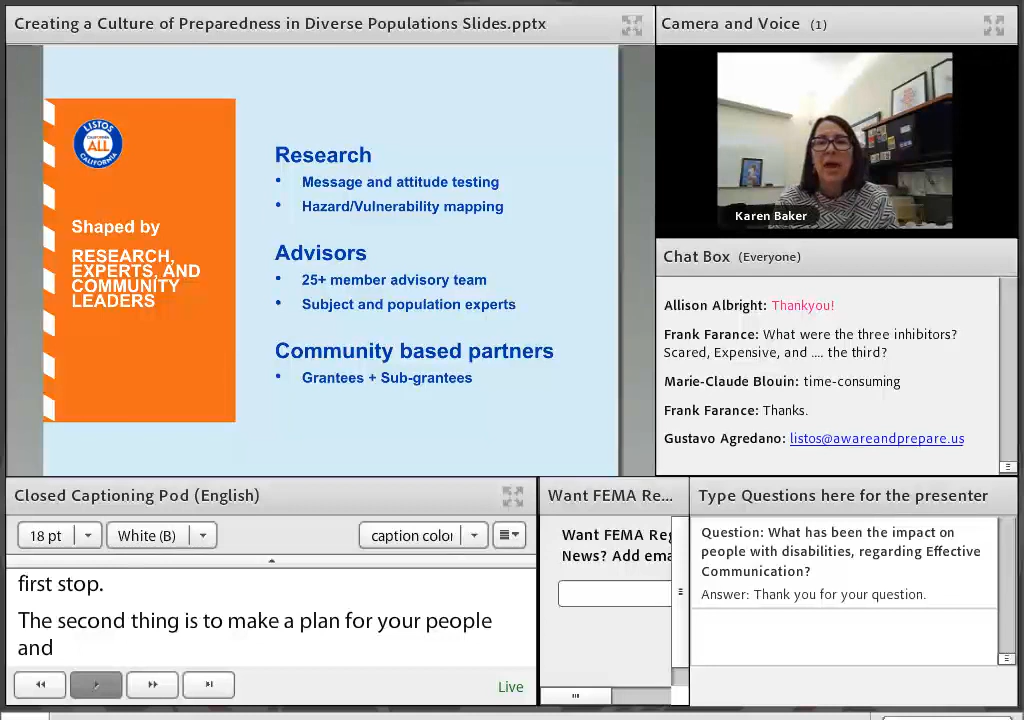 Creating a Culture of Preparedness in Diverse Populations Slides.pptx
LISTOS
CALIFORNIA
ALL
CALIFORNIA
Shaped by
RESEARCH,
EXPERTS, AND
COMMUNITY
LEADERS
Research
• Message and attitude testing
• Hazard/Vulnerability mapping
Advisors
• 25+ member advisory team
• Subject and population experts
Community based partners
• Grantees + Sub-grantees
Camera and Voice (1)
Karen Baker
Chat Box (Everyone)
Allison Albright: Thankyou!
Frank Farance: What were the three inhibitors?
Scared, Expensive, and .... the third?
Marie-Claude Blouin: time-consuming
Frank Farance: Thanks.
Gustavo Agredano: listos@awareandprepare.us
Closed Captioning Pod (English)
18 pt
White (B)
caption color
first stop.
The second thing is to make a plan for your people
and
Live
Want FEMA Re...
Want FEMA Reg
News? Add ema
Type Questions here for the presenter
Question: What has been the impact on
people with disabilities, regarding Effective
Communication?
Answer: Thank you for your question.